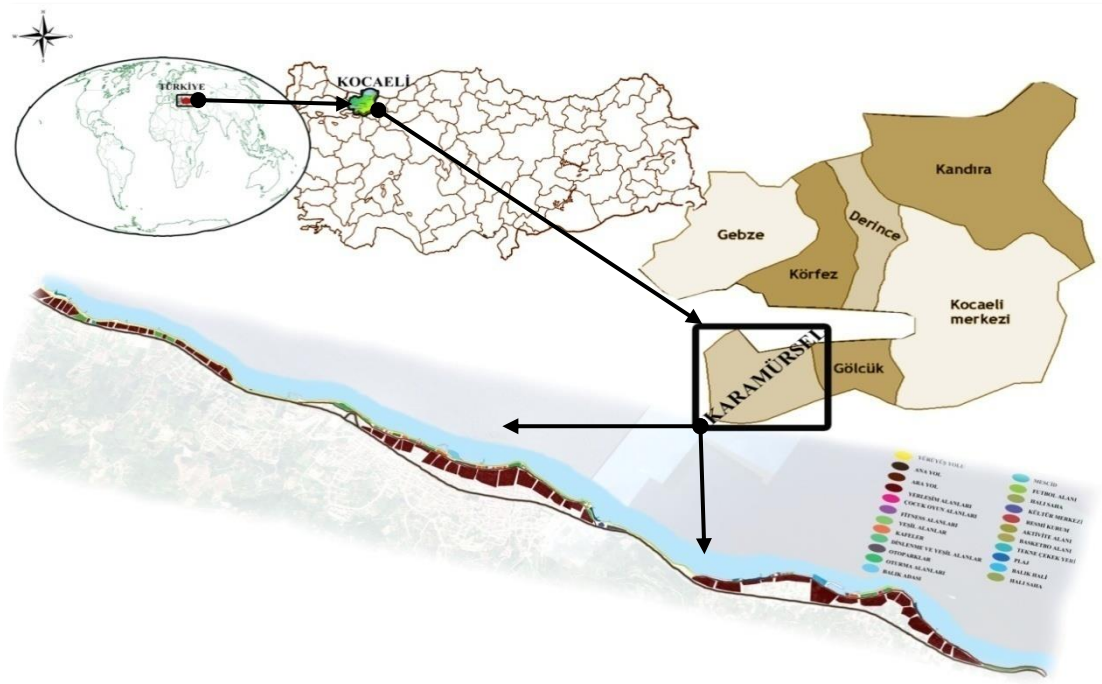 TÜRKİYE
KOCAELİ
Kandıra
Derince
Gebze
Körfez
Kocaeli
merkezi
KARAMÜRSEL
Gölcük
YÜRÜYÜŞ YOLU
ANA YOL
ARA YOL
YERLEŞİM ALANLARI
ÇOCUK OYUN ALANLARI
FİTNESS ALANLARI
YEŞİL ALANLAR
KAFELER
DİNLENME VE YEŞİL ALANLAR
OTOPARKLAR
OTURMA ALANLARI
BALIK ADASI
MESCİD
FUTBOL ALANI
HALI SAHA
KÜLTÜR MERKEZİ
RESMİ KURUM
AKTİVİTE ALANI
BASKETBO ALANI
TEKNE ÇEKEK YERİ
PLAJ
BALIK HALİ
HALI SAHA